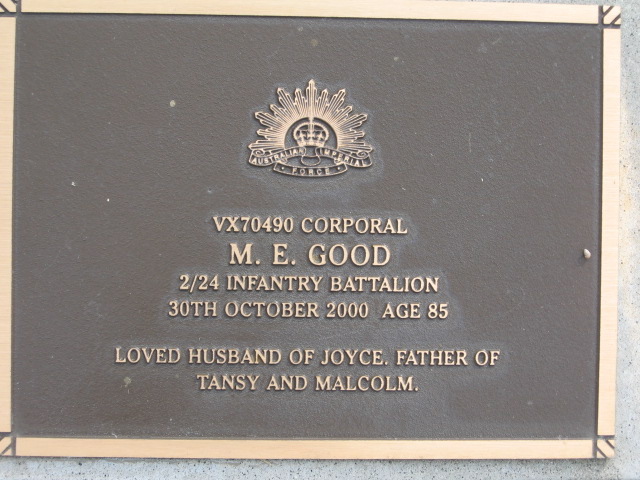 AUSTRALIAN IMPERIAL
FORCE
VX70490 CORPORAL
M. E. GOOD
2/24 INFANTRY BATTALION
30TH OCTOBER 2000 AGE 85
LOVED HUSBAND OF JOYCE. FATHER OF
TANSY AND MALCOLM.